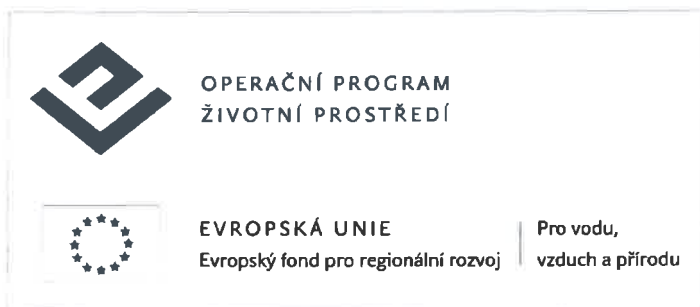 OPERAČNÍ PROGRAM
ŽIVOTNÍ PROSTŘEDÍ
EVROPSKÁ UNIE
Evropský fond pro regionální rozvoj
Pro vodu,
vzduch a přírodu